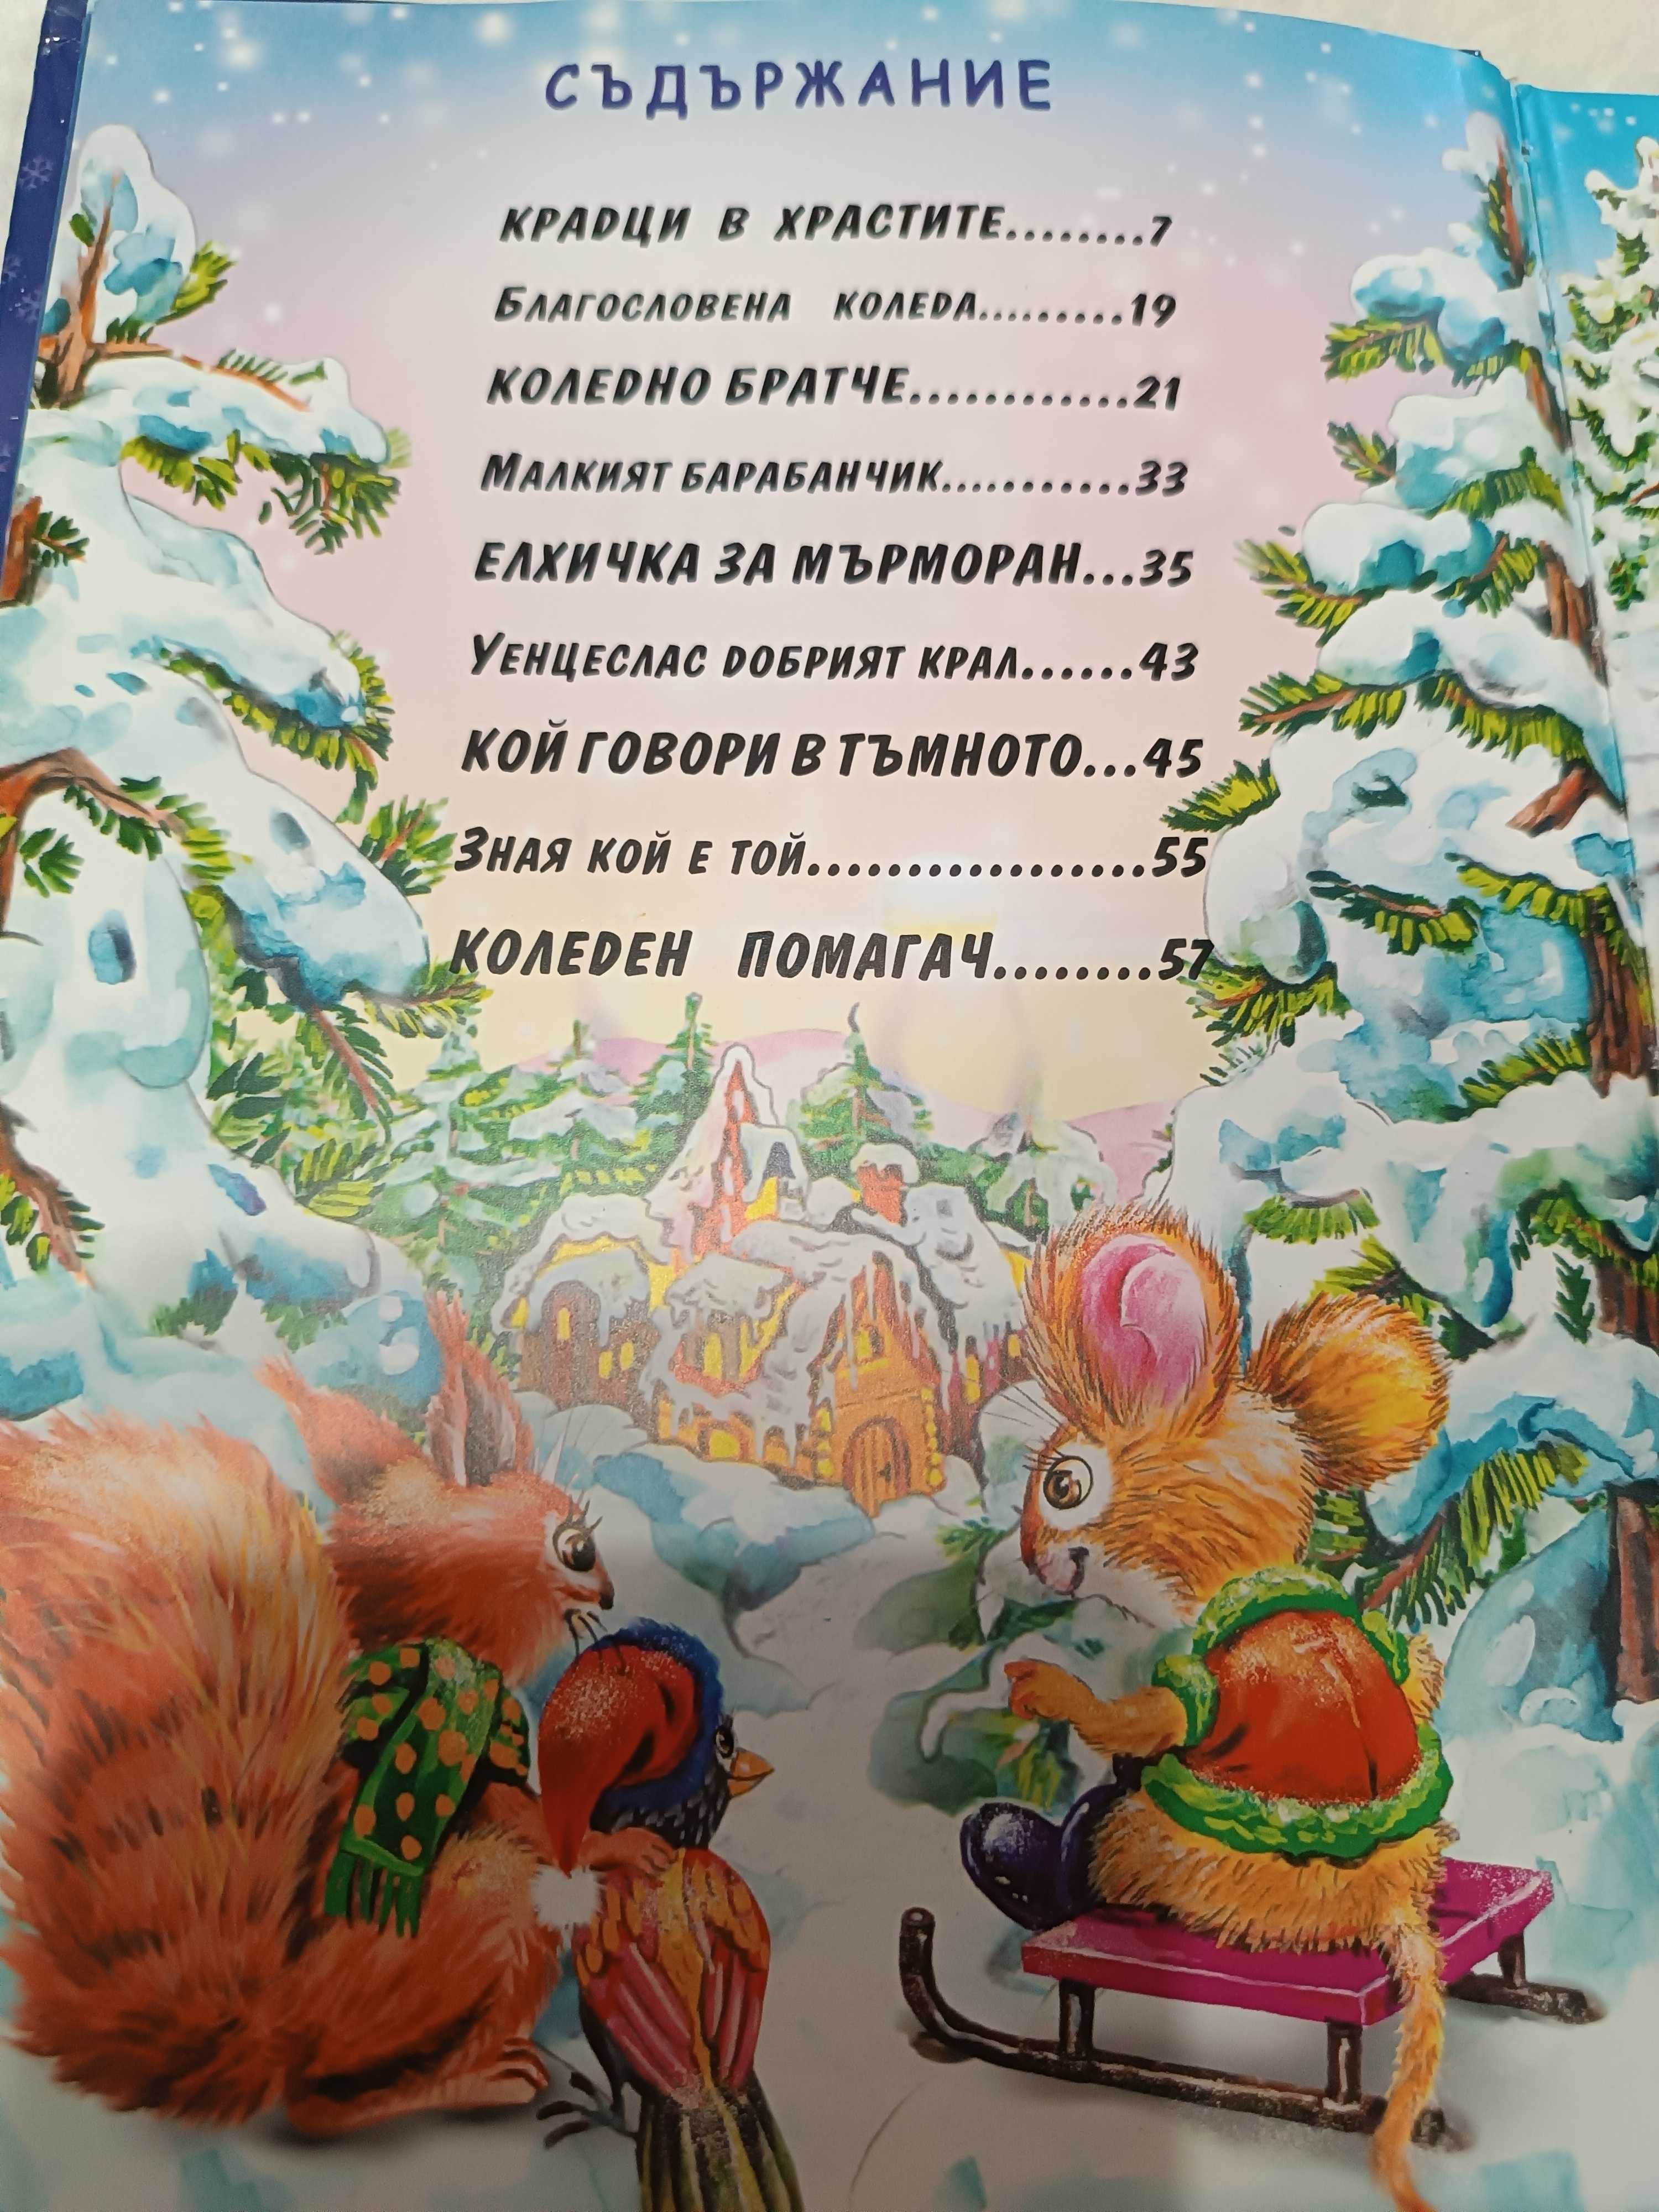 СЪДЪРЖАНИЕ
КРАДЦИ В ХРАСТИТЕ........7
БЛАГОСЛОВЕНА КОЛЕДА.........19
КОЛЕДНО БРАТЧЕ............21
МАЛКИЯТ БАРАБАНЧИК...........33
ЕЛХИЧКА ЗА МЪРМОРАН...35
УЕНЦЕСЛАС ДОБРИЯТ КРАЛ......43
КОЙ ГОВОРИ В ТЪМНОТО...45
ЗНАЯ КОЙ Е ТОЙ.................55
КОЛЕДЕН ПОМАГАЧ........57